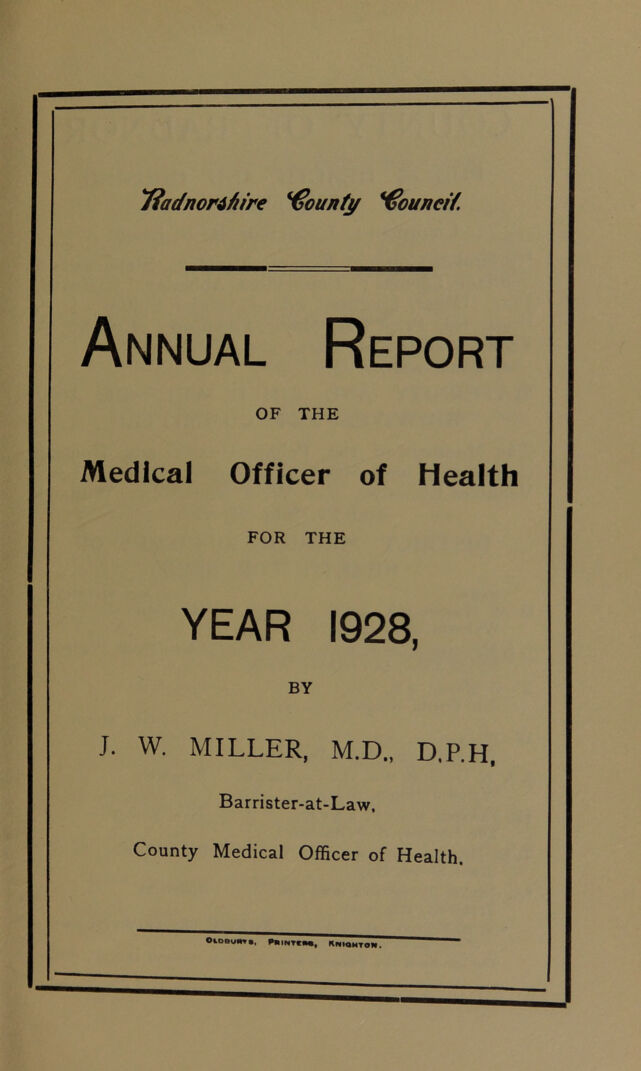 Radnorshire County Council.
ANNUAL REPORT
OF THE
Medical Officer of Health
FOR THE
YEAR 1928,
BY
J. W. MILLER, M.D., D.P.H,
Barrister-at-Law,
County Medical Officer of Health.
PRINTERS, KNIGHTON.